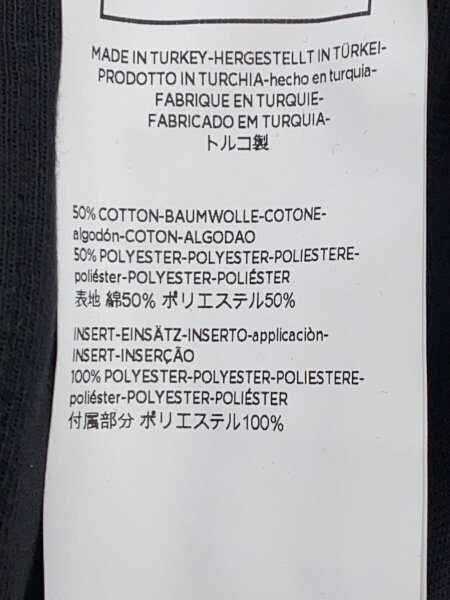 MADE IN TURKEY-HERGESTELLT IN TÜRKEI-
PRODOTTO IN TURCHIA-hecho en turquia-
FABRIQUE EN TURQUIE-
FABRICADO EM TURQUIA-
トルコ製
50% COTTON-BAUMWOLLE-COTONE-
algodón-COTON-ALGODAO
50% POLYESTER-POLYESTER-POLIESTERE-
poliéster-POLYESTER-POLIÉSTER
表地 綿50% ポリエステル50%
INSERT-EINSÄTZ-INSERTO-applicaciòn-
INSERT-INSERÇÃO
100% POLYESTER-POLYESTER-POLIESTERE-
poliéster-POLYESTER-POLIÉSTER
付属部分 ポリエステル100%